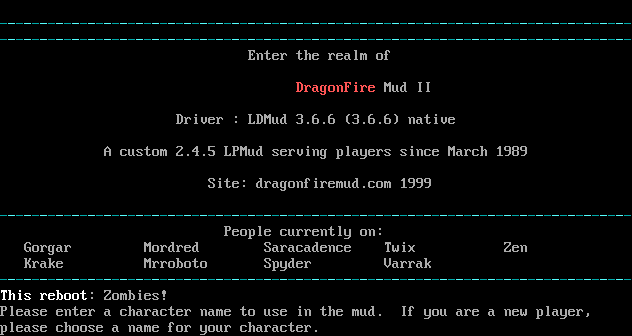 Enter the realm of
DragonFire Mud II
Driver : LDMud 3.6.6 (3.6.6) native
A custom 2.4.5 LPMud serving players since March 1989
Site: dragonfiremud.com 1999
People currently on:
Gorgar Mordred Saracadence Twix Zen
Krake Mrroboto Spyder Varrak
This reboot: Zombies!
Please enter a character name to use in the mud.  If you are a new player,
please choose a name for your character.